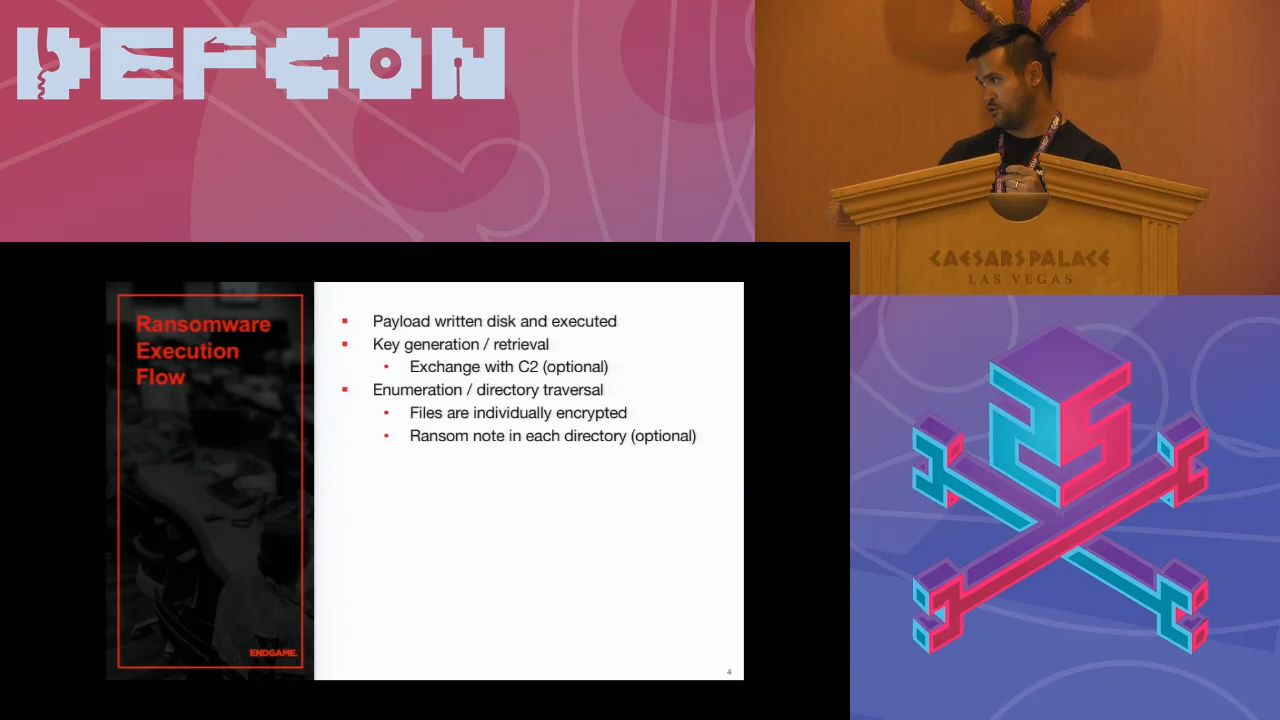 DEFCON
CAESARS PALACE
LAS VEGAS
Ransomware
Execution
Flow
ENDGAME.
▪ Payload written disk and executed
▪ Key generation / retrieval
• Exchange with C2 (optional)
▪ Enumeration / directory traversal
• Files are individually encrypted
• Ransom note in each directory (optional)
4
25